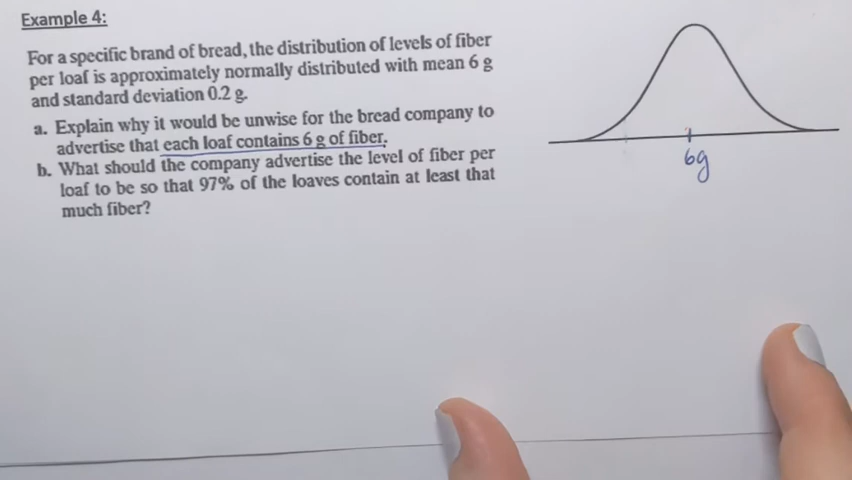 Example 4:
For a specific brand of bread, the distribution of levels of fiber
per loaf is approximately normally distributed with mean 6 g
and standard deviation 0.2 g.
a. Explain why it would be unwise for the bread company to
advertise that each loaf contains 6 g of fiber.
b. What should the company advertise the level of fiber per
loaf to be so that 97% of the loaves contain at least that
much fiber?
6g